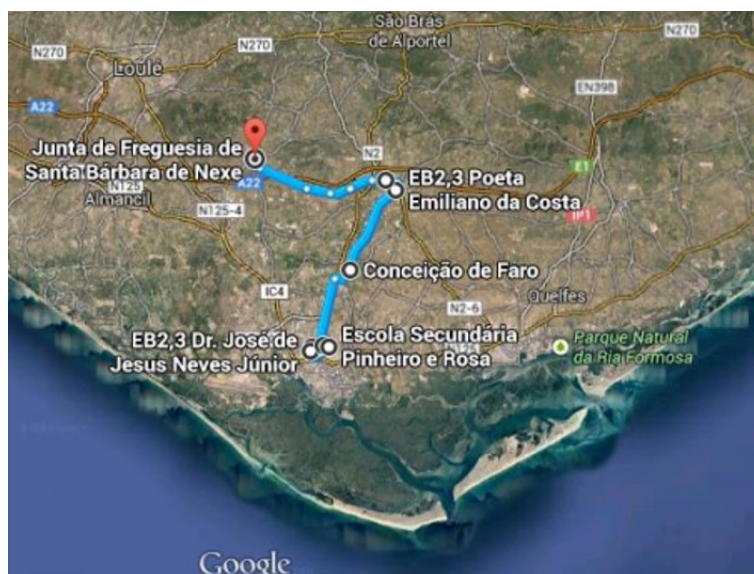 São Brás
de Alportel
N270
N270
N270
Loulé
EN398
A22
N2
Junta de Freguesia de
Santa Bárbara de Nexe
E1
EB2,3 Poeta
Emiliano da Costa
A22
N125
Almancil
N125-4
IP1
Conceição de Faro
IC4
N2-6
Quelfes
EB2,3 Dr. José de
Jesus Neves Júnior
Escola Secundária
Pinheiro e Rosa
Parque Natural
da Ria Formosa
Google